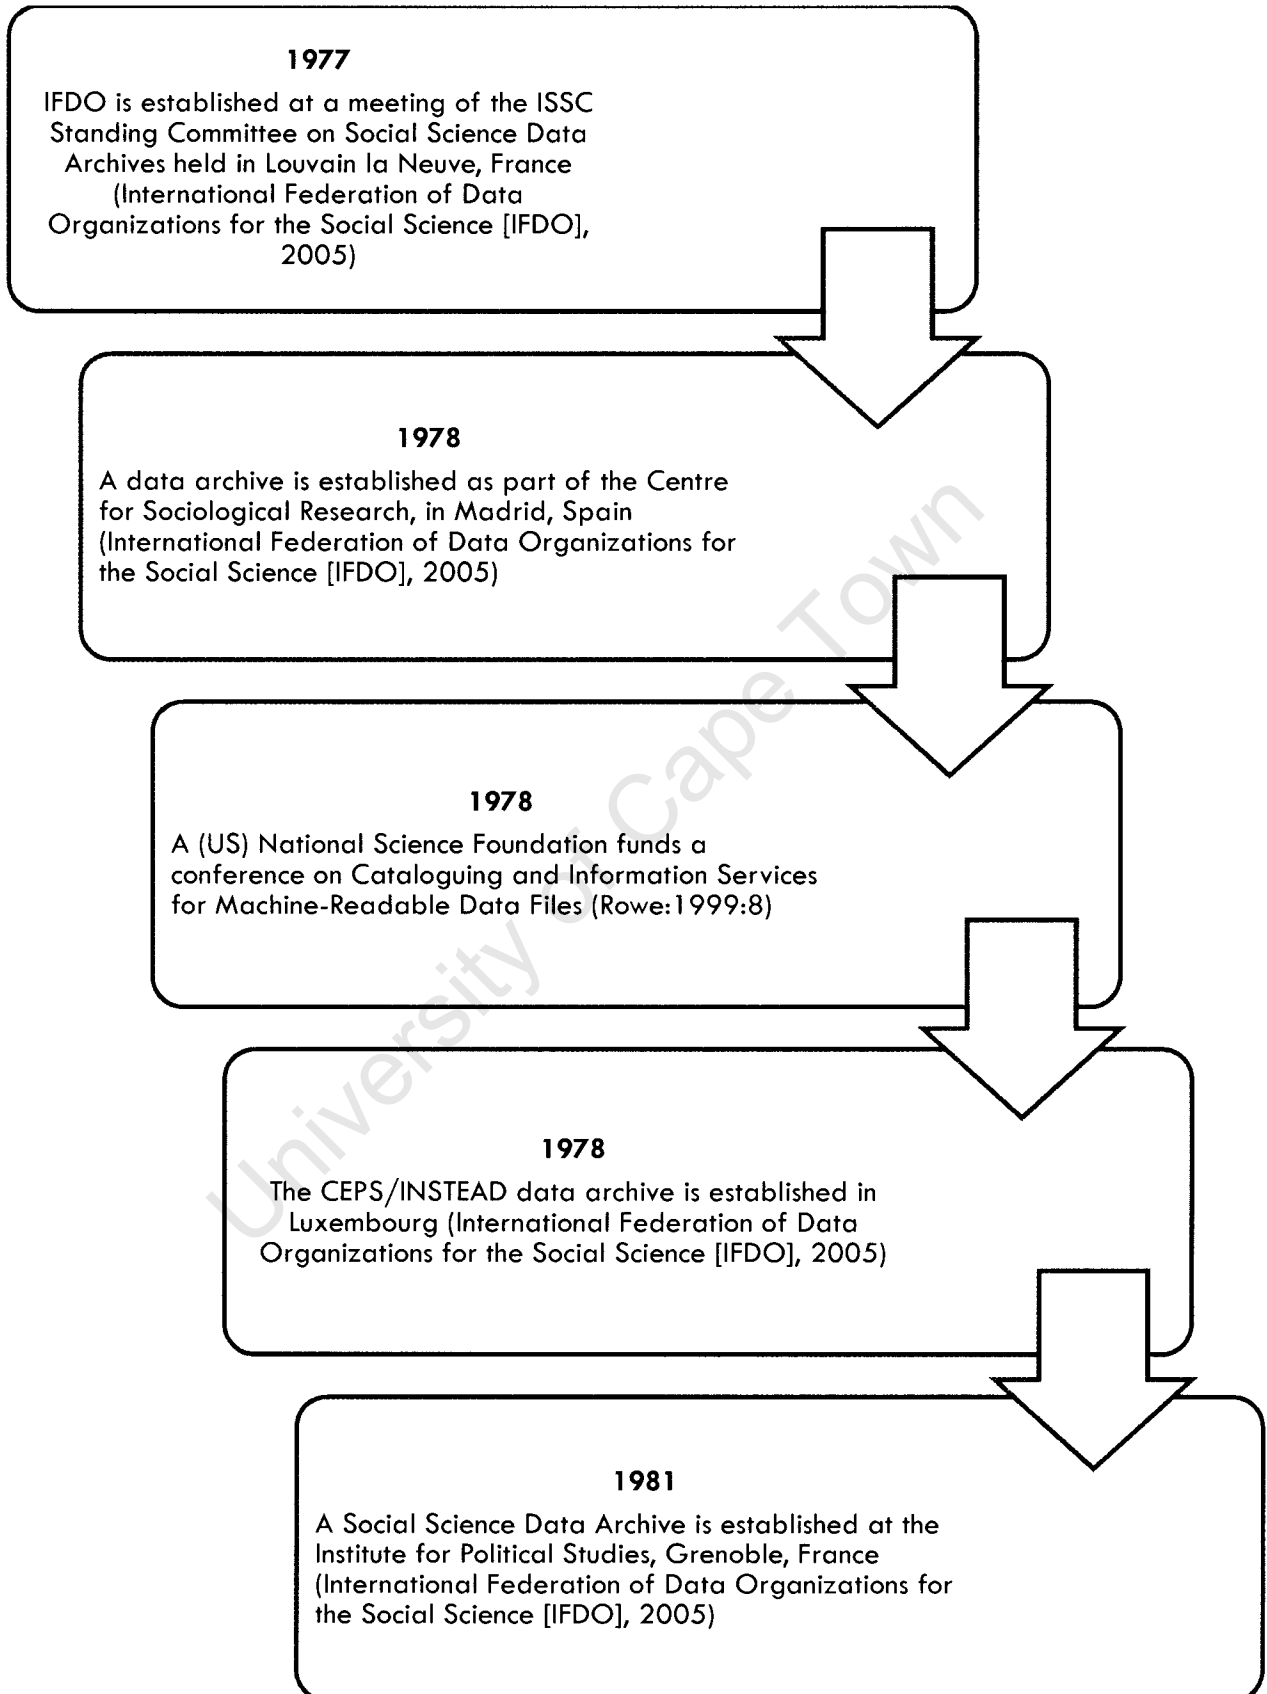 1977
IFDO is established at a meeting of the ISSC
Standing Committee on Social Science Data
Archives held in Louvain la Neuve, France
(International Federation of Data
Organizations for the Social Science [IFDO],
2005)
1978
A data archive is established as part of the Centre
for Sociological Research, in Madrid, Spain
(International Federation of Data Organizations for
the Social Science [IFDO], 2005)
1978
A (US) National Science Foundation funds a
conference on Cataloguing and Information Services
for Machine-Readable Data Files (Rowe:1999:8)
1978
The CEPS/INSTEAD data archive is established in
Luxembourg (International Federation of Data
Organizations for the Social Science [IFDO], 2005)
1981
A Social Science Data Archive is established at the
Institute for Political Studies, Grenoble, France
(International Federation of Data Organizations for
the Social Science [IFDO], 2005)
University of Cape Town